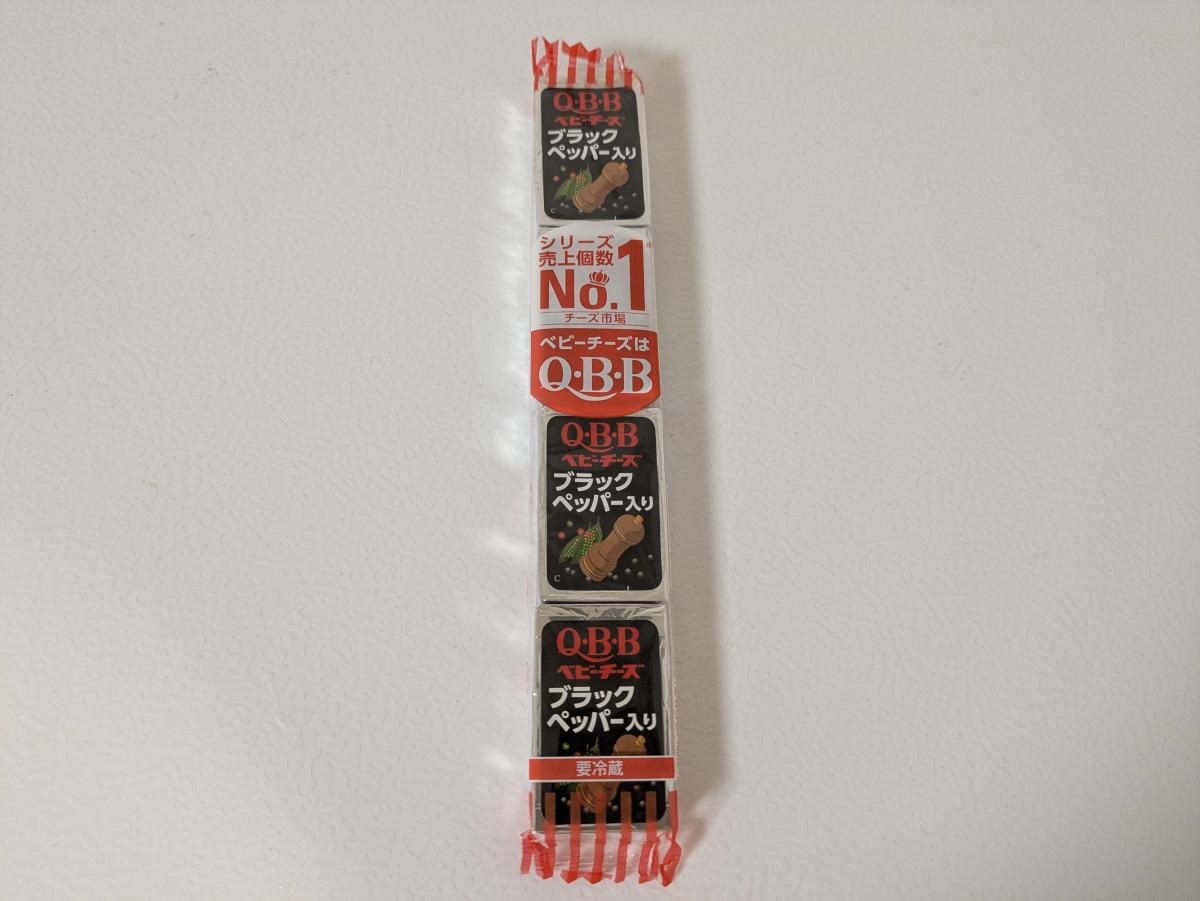 Q·B·B
ベビーチーズ
ブラック
ペッパー入り
C
シリーズ
売上個数
No.1※
チーズ市場
ベビーチーズは
Q·B·B
Q·B·B
ベビーチーズ
ブラック
ペッパー入り
C
Q·B·B
ベビーチーズ
ブラック
ペッパー入り
要冷蔵